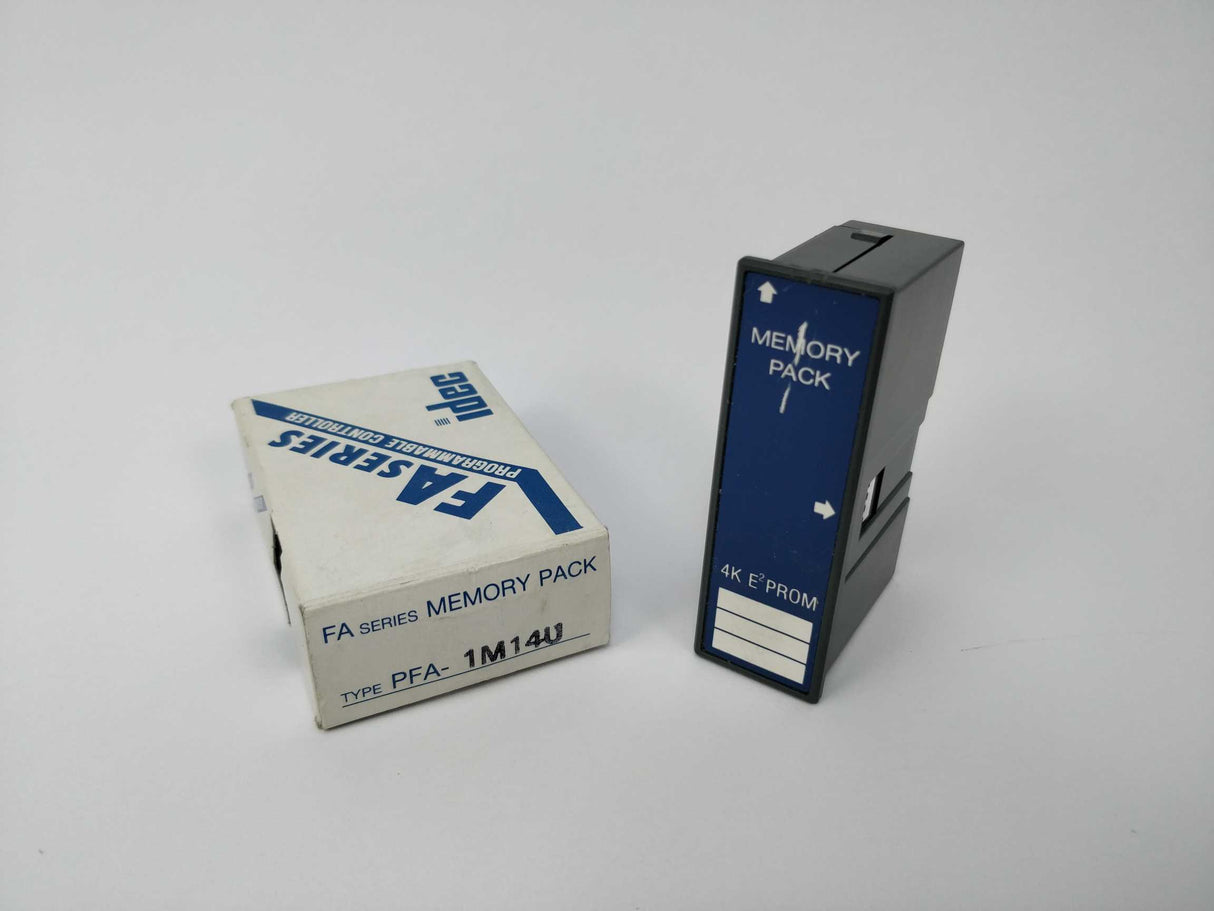 idec
FA SERIES
PROGRAMMABLE CONTROLLER
FA SERIES MEMORY PACK
TYPE PFA- 1M14U
MEMORY
PACK
4K E²PROM